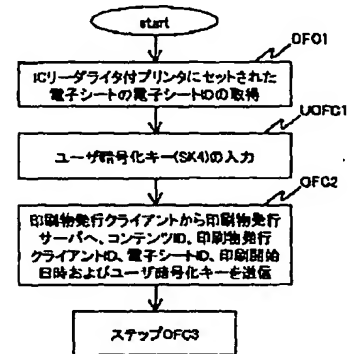 start
OFC1
ICリーダライタ付プリンタにセットされた
電子シートの電子シートIDの取得
UOFC1
ユーザ暗号化キー(SK4)の入力
OFC2
印刷物発行クライアントから印刷物発行
サーバへ、コンテンツID、印刷物発行
クライアントID、電子シートID、印刷開始
日時およびユーザ暗号化キーを送信
ステップOFC3